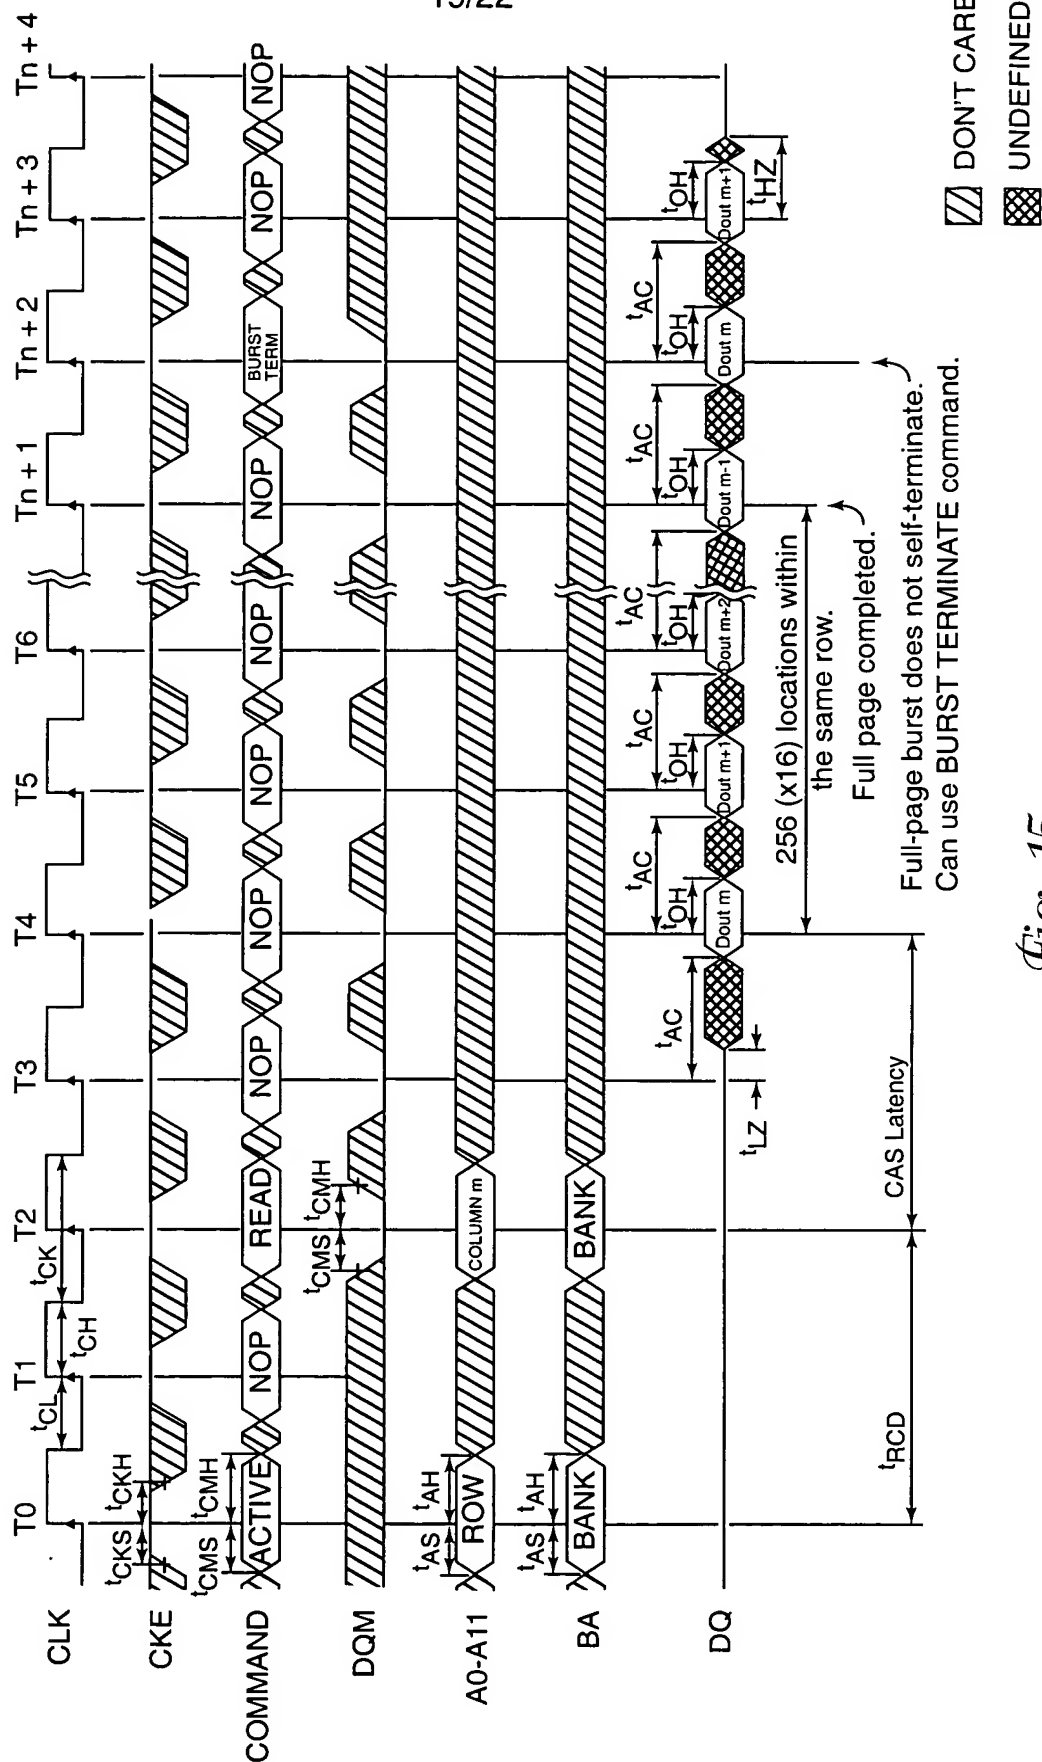 19/22
T0 T1 T2 T3 T4 T5 T6 Tn + 1 Tn + 2 Tn + 3 Tn + 4
CLK
tCL tCH tCK
CKE
tCKS tCKH
COMMAND
tCMS tCMH
ACTIVE NOP READ NOP NOP NOP NOP NOP BURST TERM NOP NOP
DQM
tCMS tCMH
A0-A11
tAS tAH
ROW COLUMN m
BA
tAS tAH
BANK BANK
DQ
tAC tAC tAC tAC tAC tAC
tOH tOH tOH tOH tOH tOH
Dout m Dout m+1 Dout m+2 Dout m-1 Dout m Dout m+1
tLZ
tHZ
256 (x16) locations within
the same row.
Full page completed.
tRCD CAS Latency
Full-page burst does not self-terminate.
Can use BURST TERMINATE command.
DON'T CARE
UNDEFINED
Fig. 15